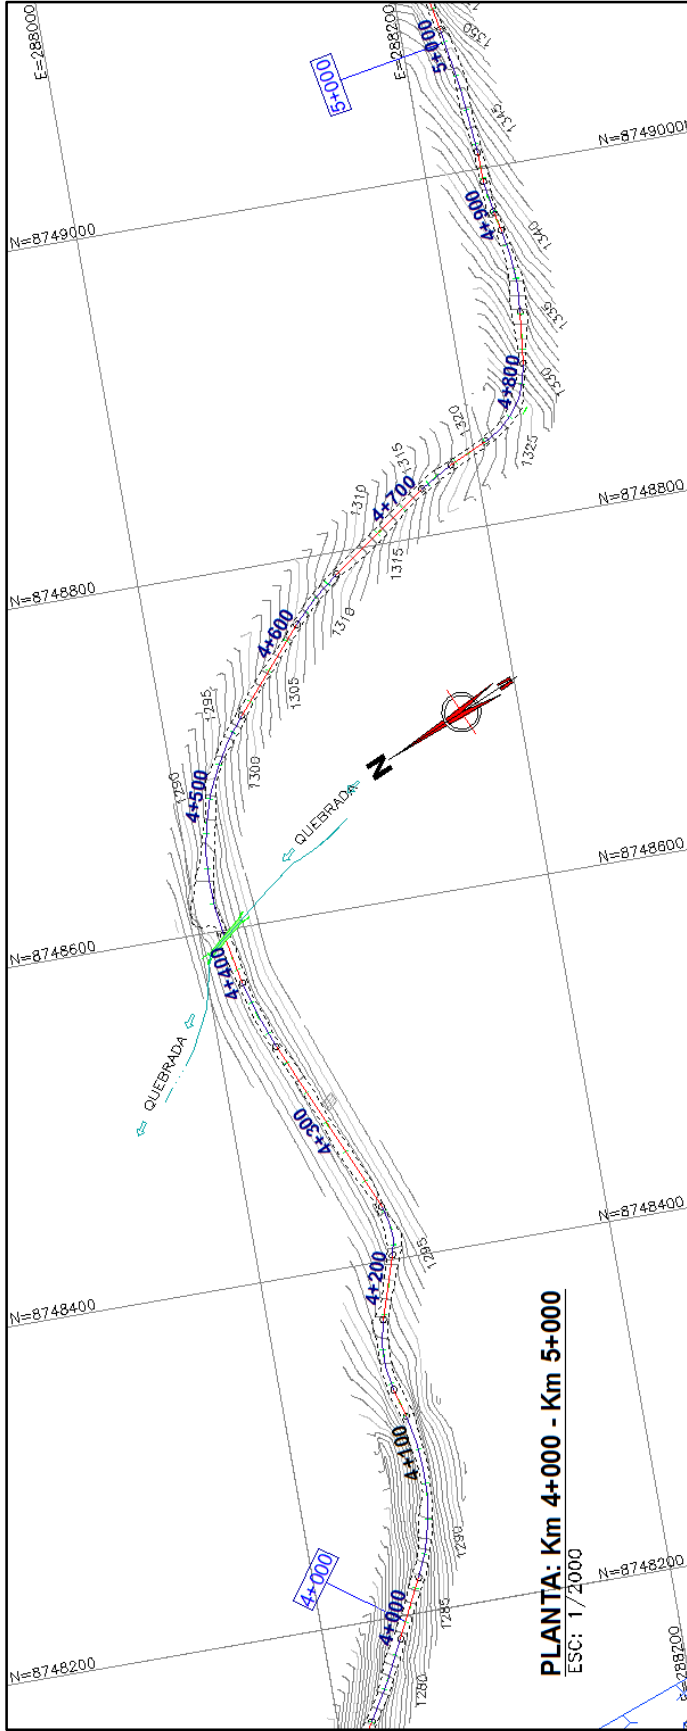 E=288000
E=288200
1350
5+000
5+000
1345
N=8749000
N=8749000
4+900
1340
1335
4+800
1330
1320
1325
1315
4+700
1310
1315
N=8748800
N=8748800
1310
4+600
1305
1295
1300
1290
4+500
N
QUEBRADA
N=8748600
N=8748600
4+400
QUEBRADA
4+300
N=8748400
1295
4+200
N=8748400
PLANTA: Km 4+000 - Km 5+000
ESC: 1/2000
4+100
1290
4+000
N=8748200
4+000
1285
N=8748200
1280
E=288200